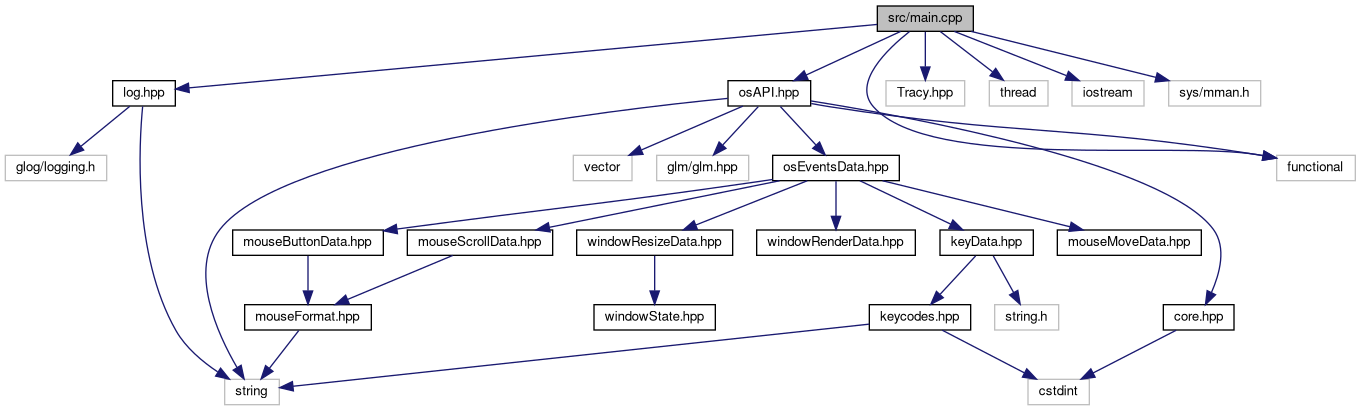 src/main.cpp
log.hpp
osAPI.hpp
Tracy.hpp
thread
iostream
sys/mman.h
glog/logging.h
vector
glm/glm.hpp
osEventsData.hpp
functional
mouseButtonData.hpp
mouseScrollData.hpp
windowResizeData.hpp
windowRenderData.hpp
keyData.hpp
mouseMoveData.hpp
mouseFormat.hpp
windowState.hpp
keycodes.hpp
string.h
core.hpp
string
cstdint